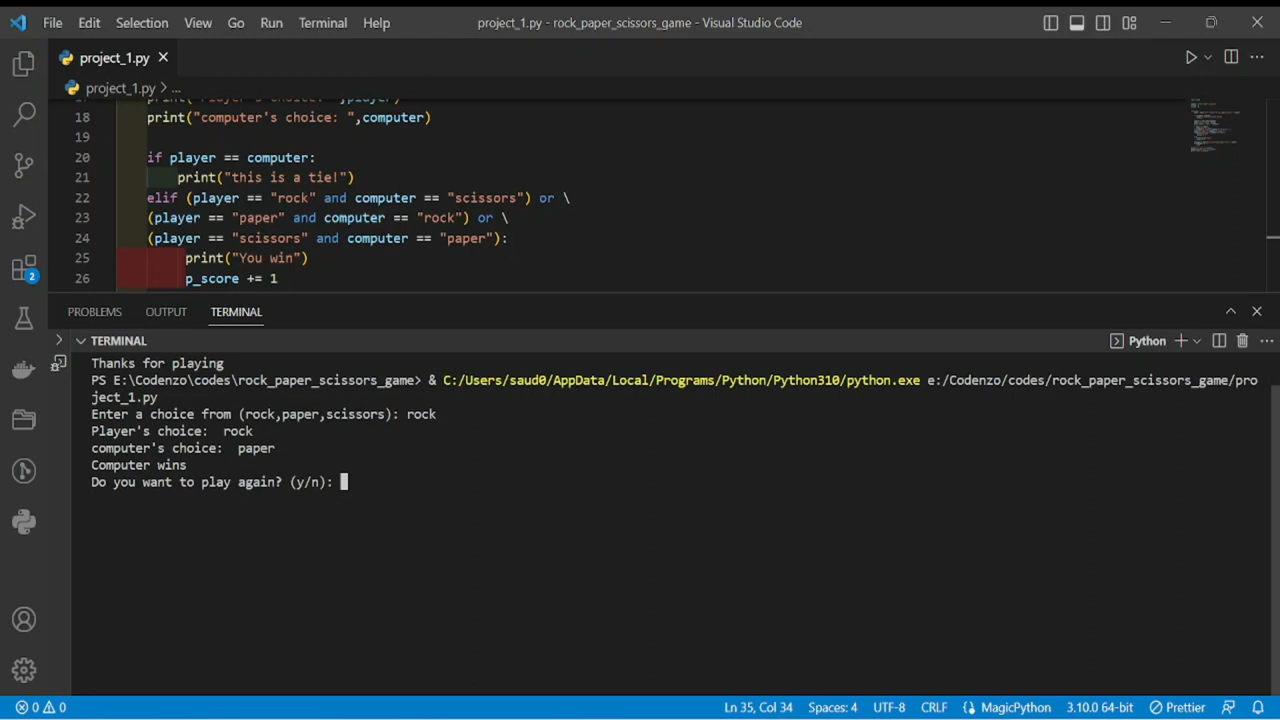 File Edit Selection View Go Run Terminal Help project_1.py - rock_paper_scissors_game - Visual Studio Code
project_1.py
project_1.py > ...
17 print("Player's choice: ",player)
18 print("computer's choice: ",computer)
19
20 if player == computer:
21 print("this is a tie!")
22 elif (player == "rock" and computer == "scissors") or \
23 (player == "paper" and computer == "rock") or \
24 (player == "scissors" and computer == "paper"):
25 print("You win")
26 p_score += 1
2
PROBLEMS OUTPUT TERMINAL
TERMINAL Python
Thanks for playing
PS E:\Codenzo\codes\rock_paper_scissors_game> & C:/Users/saud0/AppData/Local/Programs/Python/Python310/python.exe e:/Codenzo/codes/rock_paper_scissors_game/pro
ject_1.py
Enter a choice from (rock,paper,scissors): rock
Player's choice:  rock
computer's choice:  paper
Computer wins
Do you want to play again? (y/n):
0 0 Ln 35, Col 34 Spaces: 4 UTF-8 CRLF MagicPython 3.10.0 64-bit Prettier